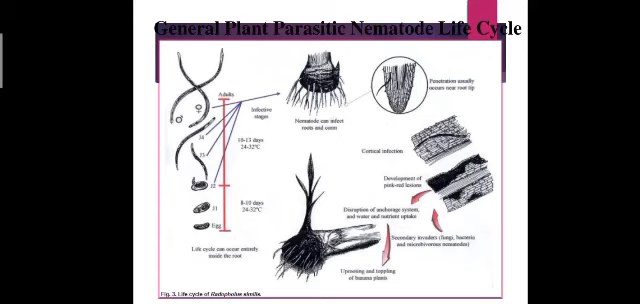 General Plant Parasitic Nematode Life Cycle
Adults
♀
♂
Infective
stages
J4
J3
10-13 days
24-32°C
J2
8-10 days
24-32°C
J1
Egg
Life cycle can occur entirely
inside the root
Nematode can infect
roots and corm
Penetration usually
occurs near root tip
Cortical infection
Development of
pink-red lesions
Disruption of anchorage system,
and water and nutrient uptake
Secondary invaders (fungi, bacteria
and microbivorous nematodes)
Uprooting and toppling
of banana plants
Fig. 3. Life cycle of Radopholus similis.